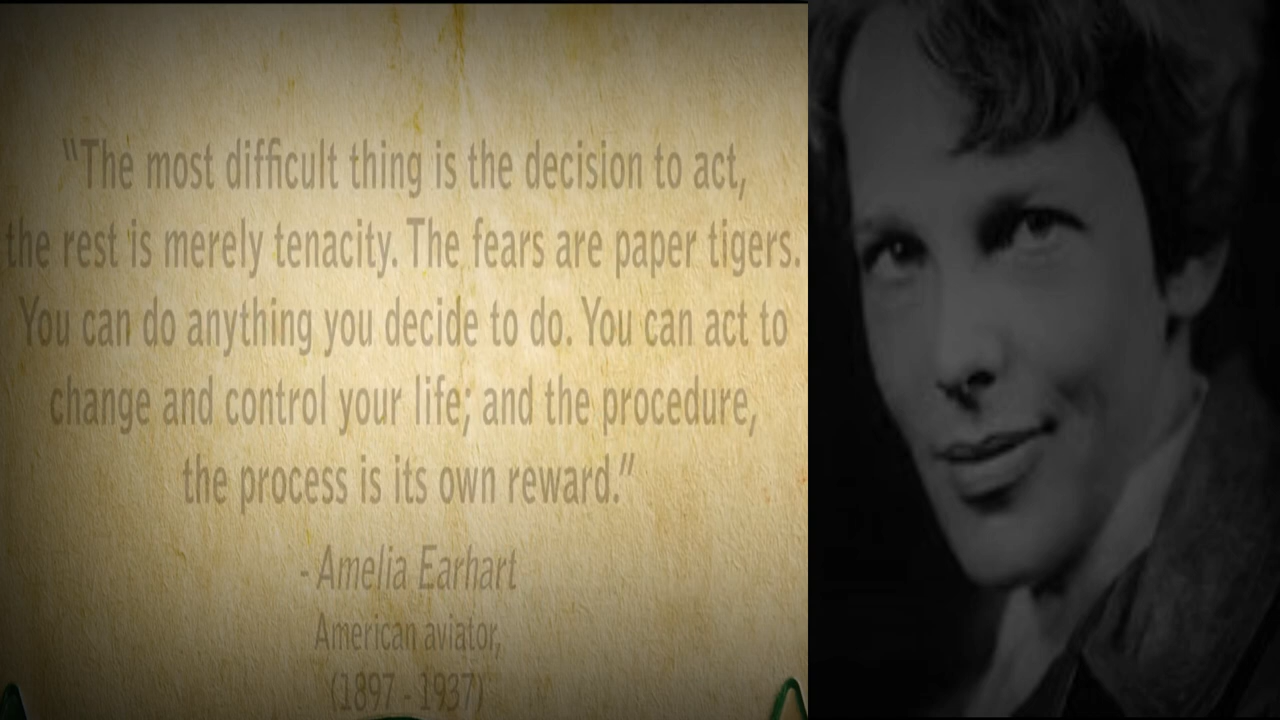 “The most difficult thing is the decision to act,
the rest is merely tenacity. The fears are paper tigers.
You can do anything you decide to do. You can act to
change and control your life; and the procedure,
the process is its own reward.”
- Amelia Earhart
American aviator,
(1897 - 1937)